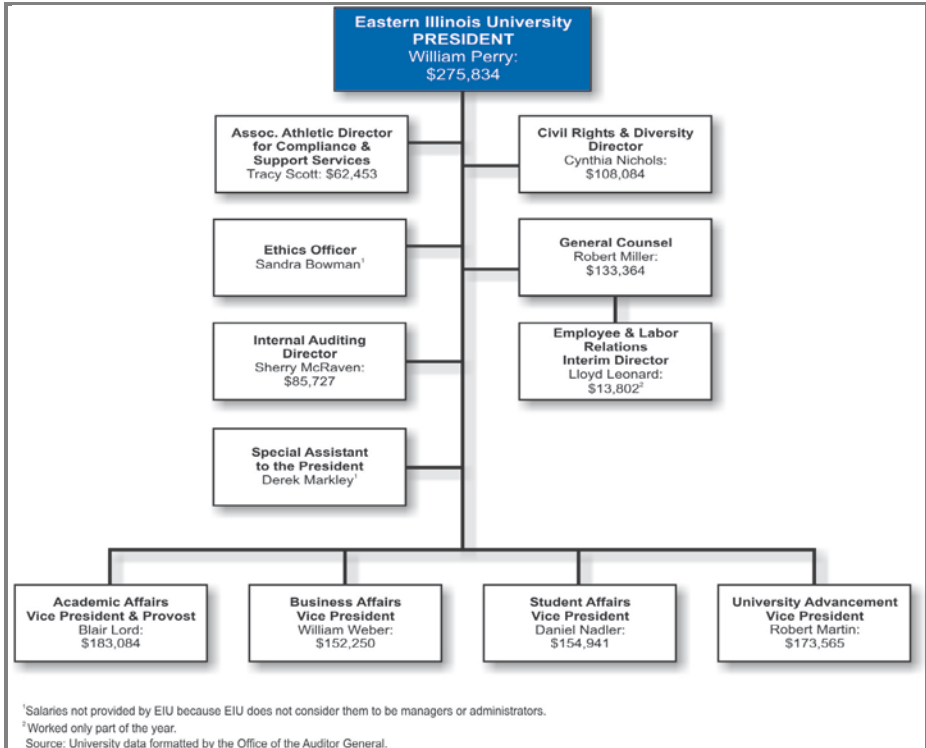 Eastern Illinois University
PRESIDENT
William Perry:
$275,834
Assoc. Athletic Director
for Compliance &
Support Services
Tracy Scott: $62,453
Civil Rights & Diversity
Director
Cynthia Nichols:
$108,084
Ethics Officer
Sandra Bowman¹
General Counsel
Robert Miller:
$133,364
Internal Auditing
Director
Sherry McRaven:
$85,727
Employee & Labor
Relations
Interim Director
Lloyd Leonard:
$13,802²
Special Assistant
to the President
Derek Markley¹
Academic Affairs
Vice President & Provost
Blair Lord:
$183,084
Business Affairs
Vice President
William Weber:
$152,250
Student Affairs
Vice President
Daniel Nadler:
$154,941
University Advancement
Vice President
Robert Martin:
$173,565
¹Salaries not provided by EIU because EIU does not consider them to be managers or administrators.
² Worked only part of the year.
Source: University data formatted by the Office of the Auditor General.